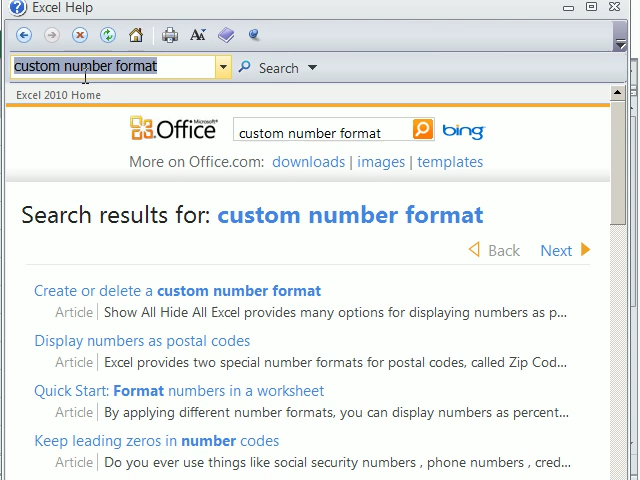 Excel Help
custom number format
Search
Excel 2010 Home
Microsoft
Office
custom number format
bing
More on Office.com: downloads | images | templates
Search results for: custom number format
Back Next
Create or delete a custom number format
Article | Show All Hide All Excel provides many options for displaying numbers as p...
Display numbers as postal codes
Article | Excel provides two special number formats for postal codes, called Zip Cod...
Quick Start: Format numbers in a worksheet
Article | By applying different number formats, you can display numbers as percent...
Keep leading zeros in number codes
Article | Do you ever use things like social security numbers , phone numbers , cred...